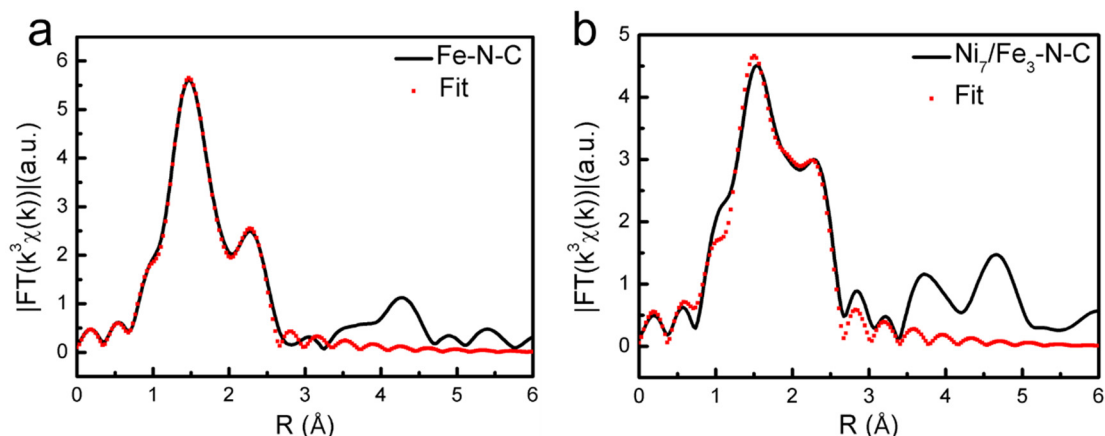 a
Fe-N-C
Fit
|FT(k³χ(k))|(a.u.)
6
5
4
3
2
1
0
0 1 2 3 4 5 6
R (Å)
b
Ni₇/Fe₃-N-C
Fit
|FT(k³χ(k))|(a.u.)
5
4
3
2
1
0
0 1 2 3 4 5 6
R (Å)